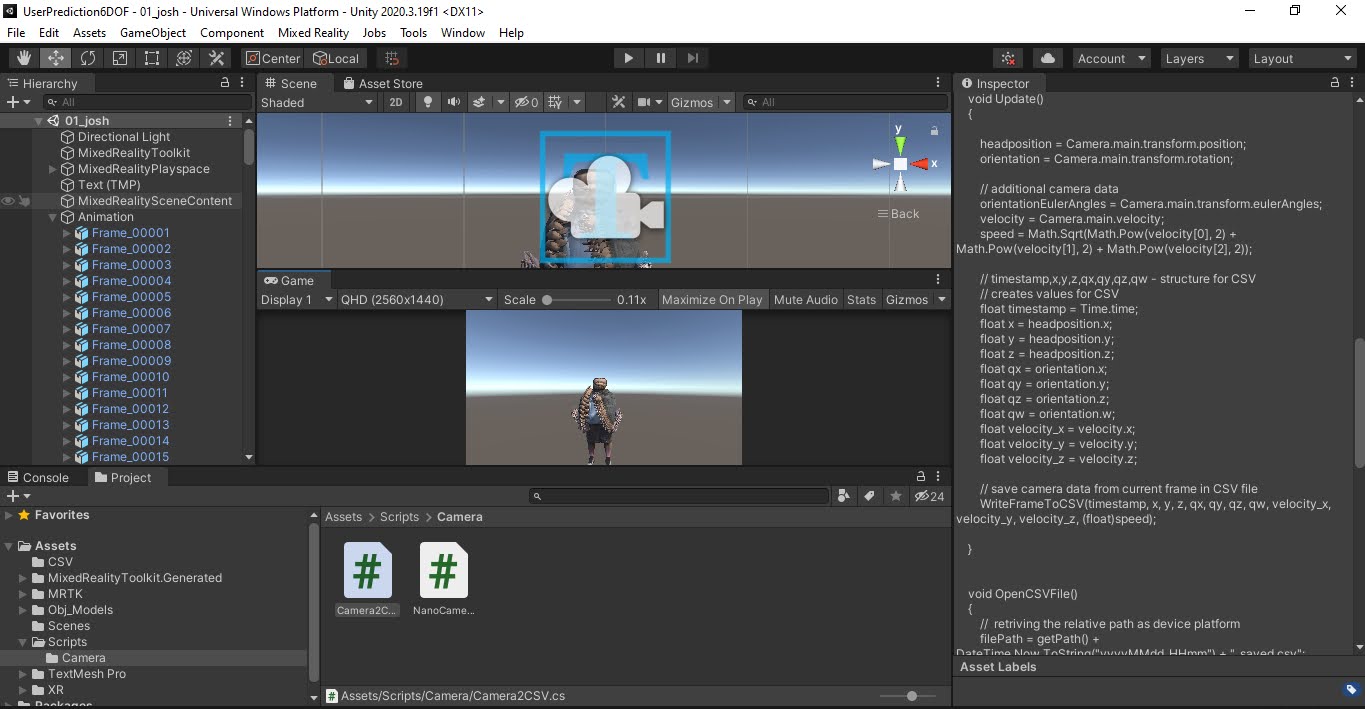 UserPrediction6DOF - 01_josh - Universal Windows Platform - Unity 2020.3.19f1 <DX11>
File Edit Assets GameObject Component Mixed Reality Jobs Tools Window Help
Center Local Account Layers Layout
Hierarchy
All
01_josh
Directional Light
MixedRealityToolkit
MixedRealityPlayspace
Text (TMP)
MixedRealitySceneContent
Animation
Frame_00001
Frame_00002
Frame_00003
Frame_00004
Frame_00005
Frame_00006
Frame_00007
Frame_00008
Frame_00009
Frame_00010
Frame_00011
Frame_00012
Frame_00013
Frame_00014
Frame_00015
Scene Asset Store
Shaded 2D 0 Gizmos All
y
x
Back
Game
Display 1 QHD (2560x1440) Scale 0.11x Maximize On Play Mute Audio Stats Gizmos
Console Project
24
Favorites
Assets
CSV
MixedRealityToolkit.Generated
MRTK
Obj_Models
Scenes
Scripts
Camera
TextMesh Pro
XR
Packages
Assets > Scripts > Camera
Camera2C...
NanoCame...
Assets/Scripts/Camera/Camera2CSV.cs
Inspector
void Update()
{
headposition = Camera.main.transform.position;
orientation = Camera.main.transform.rotation;
// additional camera data
orientationEulerAngles = Camera.main.transform.eulerAngles;
velocity = Camera.main.velocity;
speed = Math.Sqrt(Math.Pow(velocity[0], 2) +
Math.Pow(velocity[1], 2) + Math.Pow(velocity[2], 2));
// timestamp,x,y,z,qx,qy,qz,qw - structure for CSV
// creates values for CSV
float timestamp = Time.time;
float x = headposition.x;
float y = headposition.y;
float z = headposition.z;
float qx = orientation.x;
float qy = orientation.y;
float qz = orientation.z;
float qw = orientation.w;
float velocity_x = velocity.x;
float velocity_y = velocity.y;
float velocity_z = velocity.z;
// save camera data from current frame in CSV file
WriteFrameToCSV(timestamp, x, y, z, qx, qy, qz, qw, velocity_x,
velocity_y, velocity_z, (float)speed);
}
void OpenCSVFile()
{
// retriving the relative path as device platform
filePath = getPath() +
DateTime.Now.ToString("yyyyMMdd_HHmm") + "_saved.csv";
Asset Labels